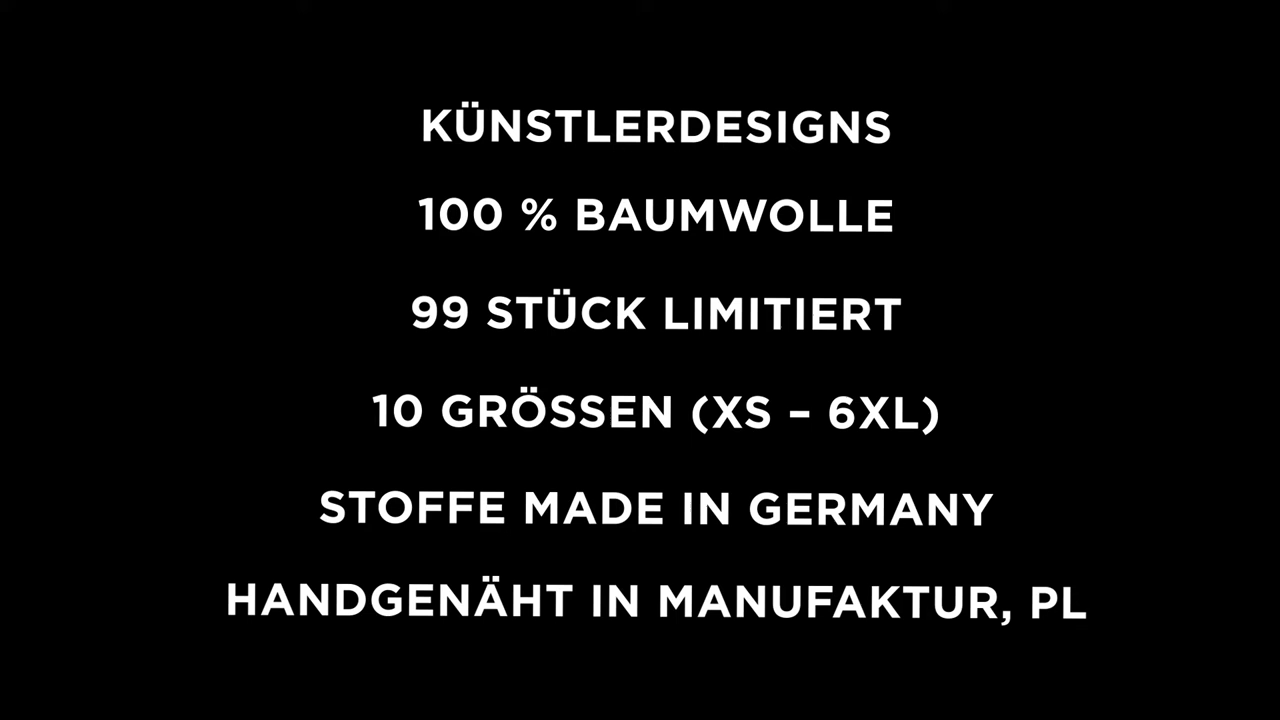 KÜNSTLERDESIGNS
100 % BAUMWOLLE
99 STÜCK LIMITIERT
10 GRÖSSEN (XS – 6XL)
STOFFE MADE IN GERMANY
HANDGENÄHT IN MANUFAKTUR, PL